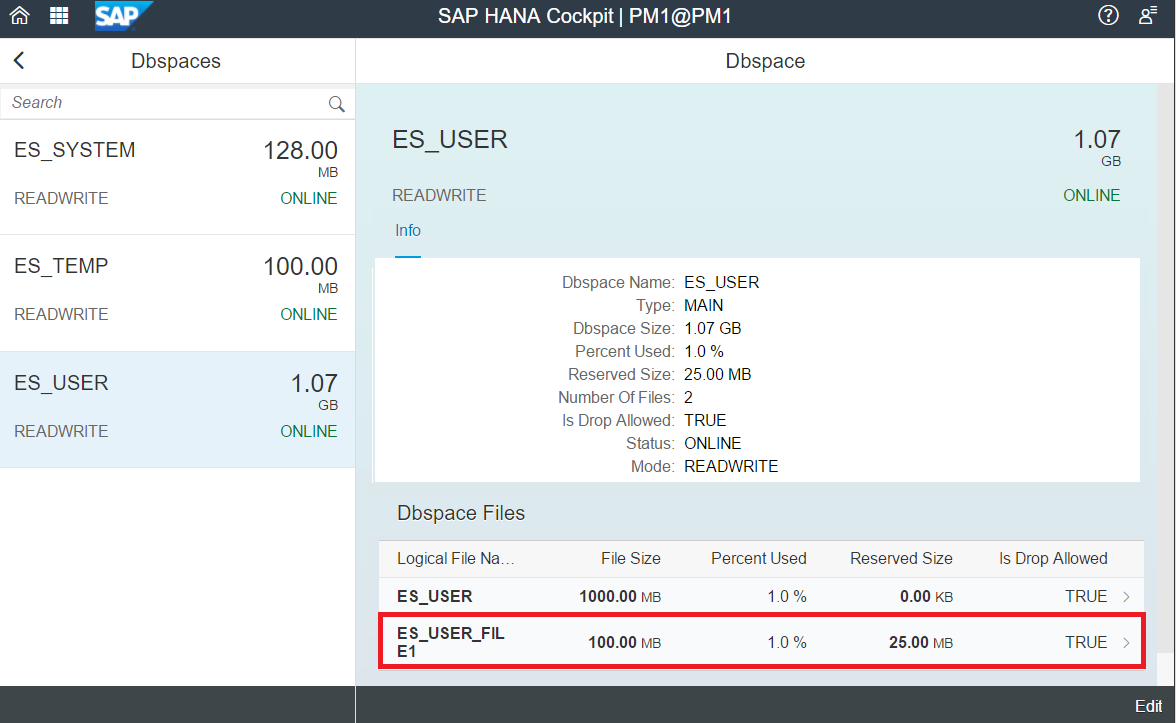 SAP
SAP HANA Cockpit | PM1@PM1
Dbspaces
Search
ES_SYSTEM 128.00
MB
READWRITE ONLINE
ES_TEMP 100.00
MB
READWRITE ONLINE
ES_USER 1.07
GB
READWRITE ONLINE
Dbspace
ES_USER 1.07
GB
READWRITE ONLINE
Info
Dbspace Name: ES_USER
Type: MAIN
Dbspace Size: 1.07 GB
Percent Used: 1.0 %
Reserved Size: 25.00 MB
Number Of Files: 2
Is Drop Allowed: TRUE
Status: ONLINE
Mode: READWRITE
Dbspace Files
Logical File Na... File Size Percent Used Reserved Size Is Drop Allowed
ES_USER 1000.00 MB 1.0 % 0.00 KB TRUE
ES_USER_FIL
E1 100.00 MB 1.0 % 25.00 MB TRUE
Edit